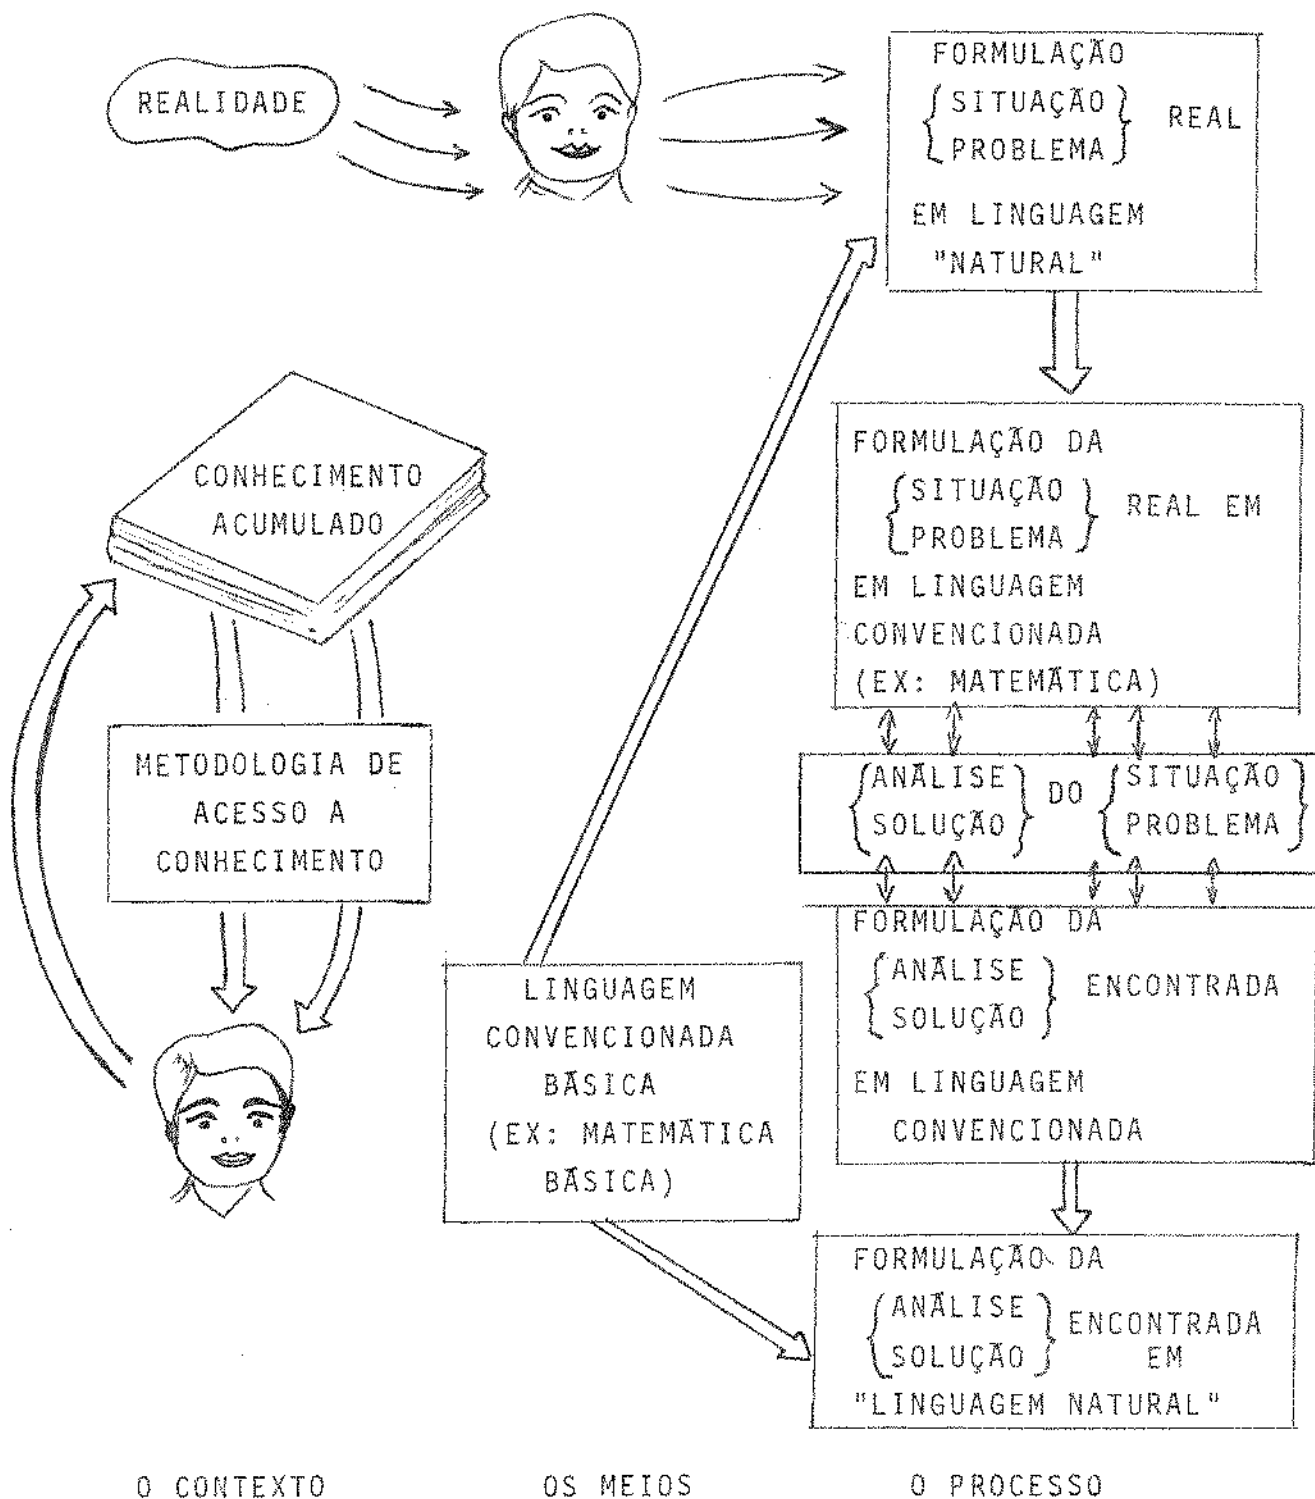 REALIDADE
FORMULAÇÃO
SITUAÇÃO
PROBLEMA
REAL
EM LINGUAGEM
"NATURAL"
CONHECIMENTO
ACUMULADO
METODOLOGIA DE
ACESSO A
CONHECIMENTO
LINGUAGEM
CONVENCIONADA
BÁSICA
(EX: MATEMÁTICA
BÁSICA)
FORMULAÇÃO DA
SITUAÇÃO
PROBLEMA
REAL EM
EM LINGUAGEM
CONVENCIONADA
(EX: MATEMÁTICA)
ANÁLISE
SOLUÇÃO
DO
SITUAÇÃO
PROBLEMA
FORMULAÇÃO DA
ANÁLISE
SOLUÇÃO
ENCONTRADA
EM LINGUAGEM
CONVENCIONADA
FORMULAÇÃO DA
ANÁLISE
SOLUÇÃO
ENCONTRADA
EM
"LINGUAGEM NATURAL"
O CONTEXTO
OS MEIOS
O PROCESSO